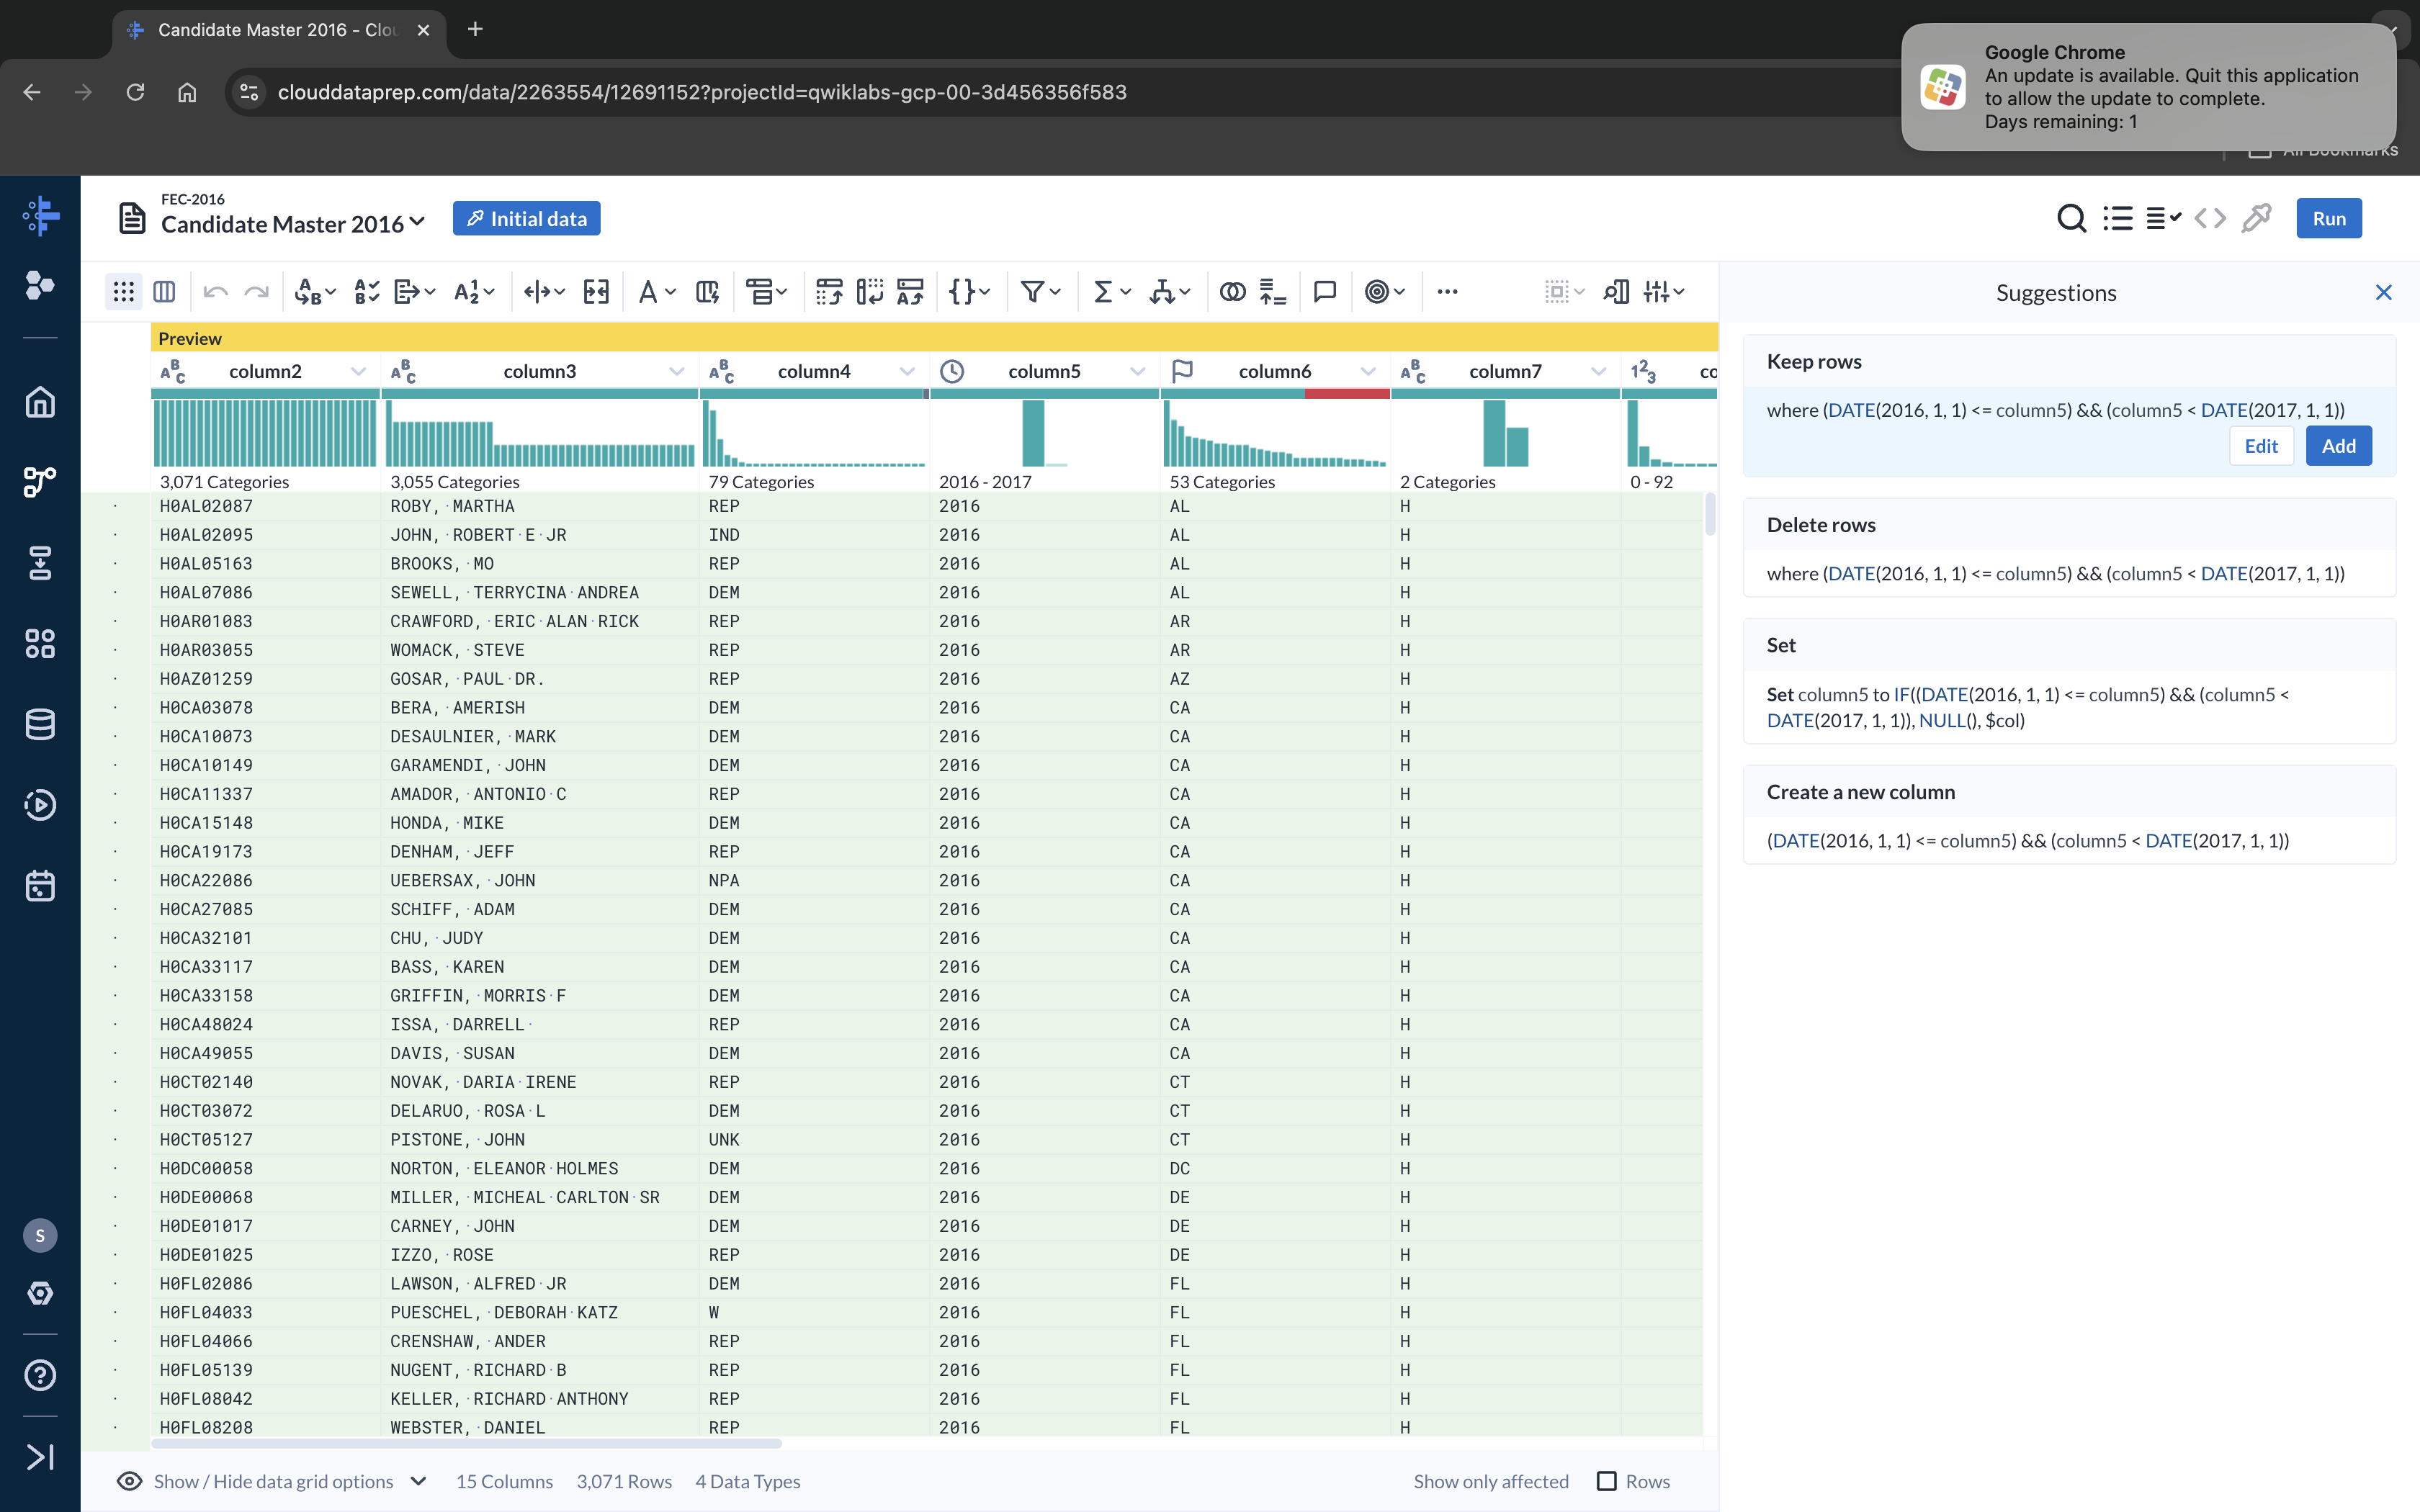 Candidate Master 2016 - Clou
Google Chrome
An update is available. Quit this application
to allow the update to complete.
Days remaining: 1
clouddataprep.com/data/2263554/12691152?projectId=qwiklabs-gcp-00-3d456356f583
All Bookmarks
FEC-2016
Candidate Master 2016
Initial data
Run
Suggestions
Preview
column2 column3 column4 column5 column6 column7 co
3,071 Categories 3,055 Categories 79 Categories 2016 - 2017 53 Categories 2 Categories 0 - 92
H0AL02087 ROBY, MARTHA REP 2016 AL H
H0AL02095 JOHN, ROBERT E JR IND 2016 AL H
H0AL05163 BROOKS, MO REP 2016 AL H
H0AL07086 SEWELL, TERRYCINA ANDREA DEM 2016 AL H
H0AR01083 CRAWFORD, ERIC ALAN RICK REP 2016 AR H
H0AR03055 WOMACK, STEVE REP 2016 AR H
H0AZ01259 GOSAR, PAUL DR. REP 2016 AZ H
H0CA03078 BERA, AMERISH DEM 2016 CA H
H0CA10073 DESAULNIER, MARK DEM 2016 CA H
H0CA10149 GARAMENDI, JOHN DEM 2016 CA H
H0CA11337 AMADOR, ANTONIO C REP 2016 CA H
H0CA15148 HONDA, MIKE DEM 2016 CA H
H0CA19173 DENHAM, JEFF REP 2016 CA H
H0CA22086 UEBERSAX, JOHN NPA 2016 CA H
H0CA27085 SCHIFF, ADAM DEM 2016 CA H
H0CA32101 CHU, JUDY DEM 2016 CA H
H0CA33117 BASS, KAREN DEM 2016 CA H
H0CA33158 GRIFFIN, MORRIS F DEM 2016 CA H
H0CA48024 ISSA, DARRELL REP 2016 CA H
H0CA49055 DAVIS, SUSAN DEM 2016 CA H
H0CT02140 NOVAK, DARIA IRENE REP 2016 CT H
H0CT03072 DELARUO, ROSA L DEM 2016 CT H
H0CT05127 PISTONE, JOHN UNK 2016 CT H
H0DC00058 NORTON, ELEANOR HOLMES DEM 2016 DC H
H0DE00068 MILLER, MICHEAL CARLTON SR DEM 2016 DE H
H0DE01017 CARNEY, JOHN DEM 2016 DE H
H0DE01025 IZZO, ROSE REP 2016 DE H
H0FL02086 LAWSON, ALFRED JR DEM 2016 FL H
H0FL04033 PUESCHEL, DEBORAH KATZ W 2016 FL H
H0FL04066 CRENSHAW, ANDER REP 2016 FL H
H0FL05139 NUGENT, RICHARD B REP 2016 FL H
H0FL08042 KELLER, RICHARD ANTHONY REP 2016 FL H
H0FL08208 WEBSTER, DANIEL REP 2016 FL H
Keep rows
where (DATE(2016, 1, 1) <= column5) && (column5 < DATE(2017, 1, 1))
Edit
Add
Delete rows
where (DATE(2016, 1, 1) <= column5) && (column5 < DATE(2017, 1, 1))
Set
Set column5 to IF((DATE(2016, 1, 1) <= column5) && (column5 <
DATE(2017, 1, 1)), NULL(), $col)
Create a new column
(DATE(2016, 1, 1) <= column5) && (column5 < DATE(2017, 1, 1))
S
Show / Hide data grid options 15 Columns 3,071 Rows 4 Data Types Show only affected Rows